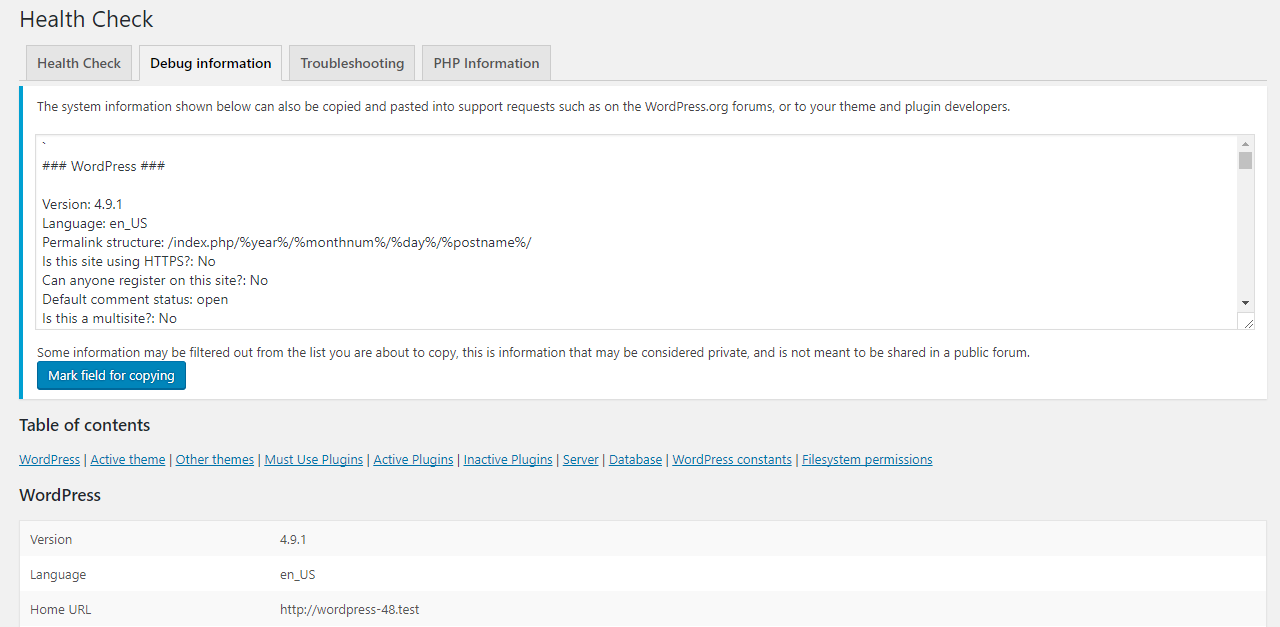 Health Check
Health Check Debug information Troubleshooting PHP Information
The system information shown below can also be copied and pasted into support requests such as on the WordPress.org forums, or to your theme and plugin developers.
`
### WordPress ###
Version: 4.9.1
Language: en_US
Permalink structure: /index.php/%year%/%monthnum%/%day%/%postname%/
Is this site using HTTPS?: No
Can anyone register on this site?: No
Default comment status: open
Is this a multisite?: No
Some information may be filtered out from the list you are about to copy, this is information that may be considered private, and is not meant to be shared in a public forum.
Mark field for copying
Table of contents
WordPress | Active theme | Other themes | Must Use Plugins | Active Plugins | Inactive Plugins | Server | Database | WordPress constants | Filesystem permissions
WordPress
Version 4.9.1
Language en_US
Home URL http://wordpress-48.test